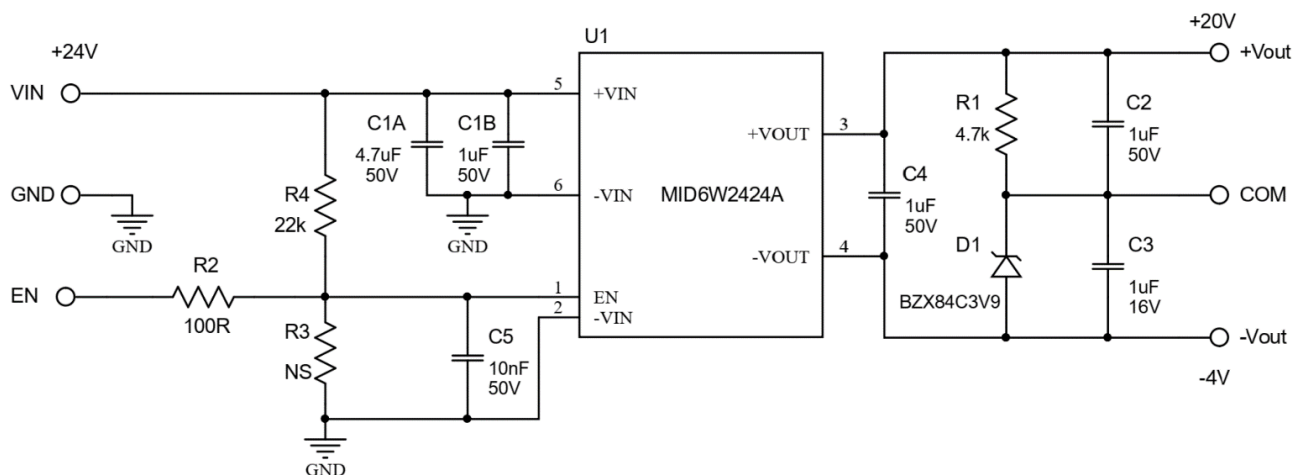 U1
+24V
+20V
VIN
5
+VIN
+Vout
C1A
4.7uF
50V
C1B
1uF
50V
R1
4.7k
C2
1uF
50V
+VOUT
3
GND
GND
R4
22k
6
-VIN
GND
MID6W2424A
C4
1uF
50V
COM
-VOUT
4
D1
BZX84C3V9
C3
1uF
16V
EN
R2
100R
1
EN
2
-VIN
R3
NS
C5
10nF
50V
-Vout
-4V
GND